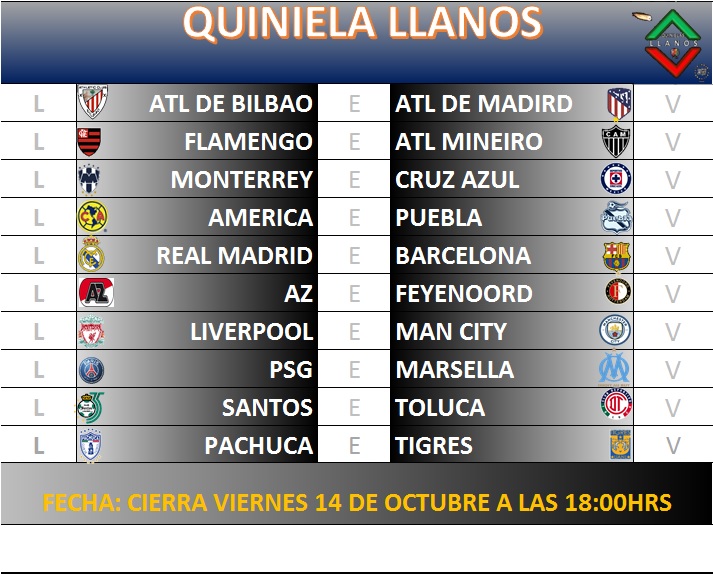 QUINIELA LLANOS
LLANOS
L ATL DE BILBAO E ATL DE MADIRD V
L FLAMENGO E ATL MINEIRO V
L MONTERREY E CRUZ AZUL V
L AMERICA E PUEBLA V
L REAL MADRID E BARCELONA V
L AZ E FEYENOORD V
L LIVERPOOL E MAN CITY V
L PSG E MARSELLA V
L SANTOS E TOLUCA V
L PACHUCA E TIGRES V
FECHA: CIERRA VIERNES 14 DE OCTUBRE A LAS 18:00HRS